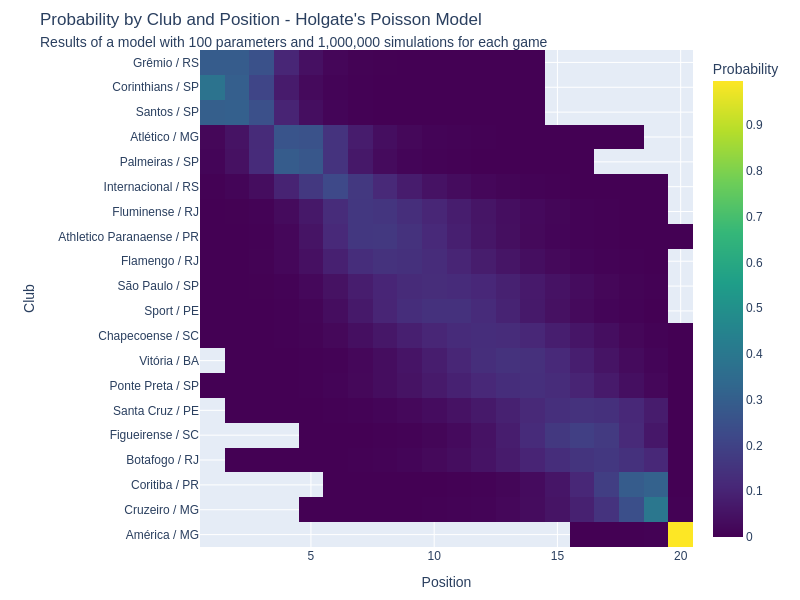 Probability by Club and Position - Holgate's Poisson Model
Results of a model with 100 parameters and 1,000,000 simulations for each game
Probability
Grêmio / RS
Corinthians / SP
Santos / SP
Atlético / MG
Palmeiras / SP
Internacional / RS
Fluminense / RJ
Athletico Paranaense / PR
Flamengo / RJ
São Paulo / SP
Sport / PE
Chapecoense / SC
Vitória / BA
Ponte Preta / SP
Santa Cruz / PE
Figueirense / SC
Botafogo / RJ
Coritiba / PR
Cruzeiro / MG
América / MG
Club
5
10
15
20
Position
0.9
0.8
0.7
0.6
0.5
0.4
0.3
0.2
0.1
0